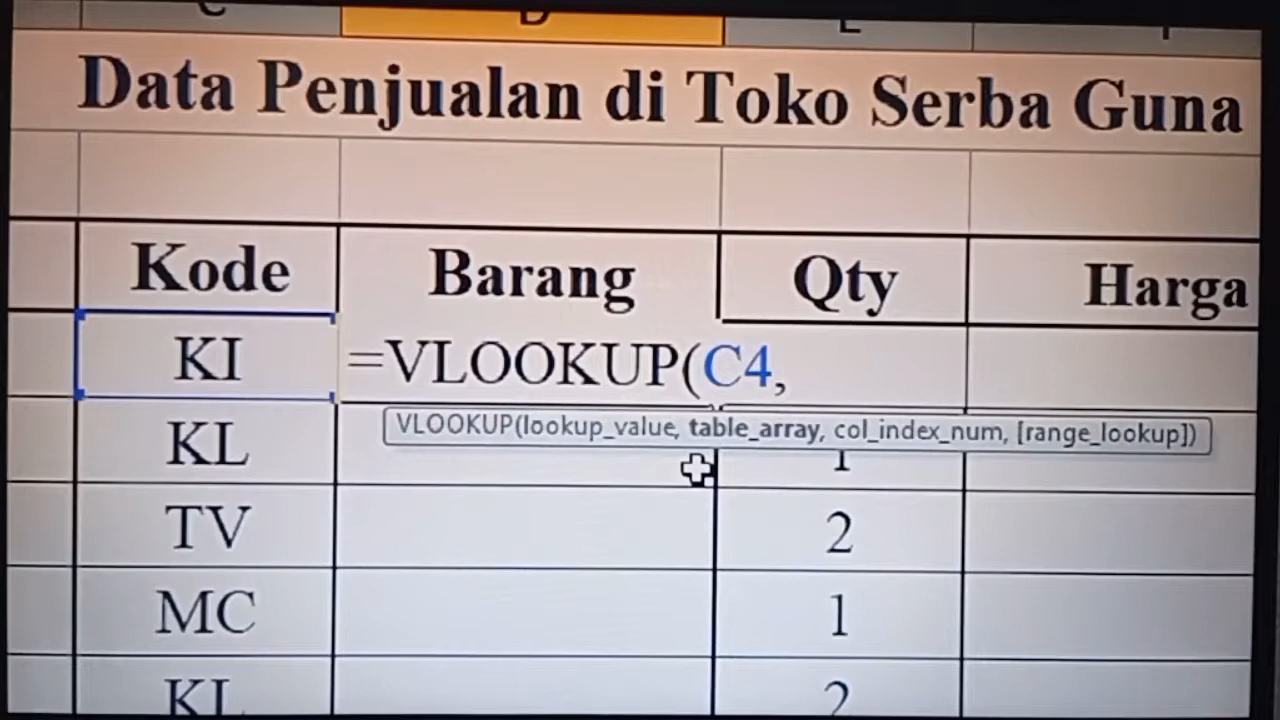 C D E
Data Penjualan di Toko Serba Guna
Kode Barang Qty Harga
KI =VLOOKUP(C4,
VLOOKUP(lookup_value, table_array, col_index_num, [range_lookup])
KL 1
TV 2
MC 1
KL 2